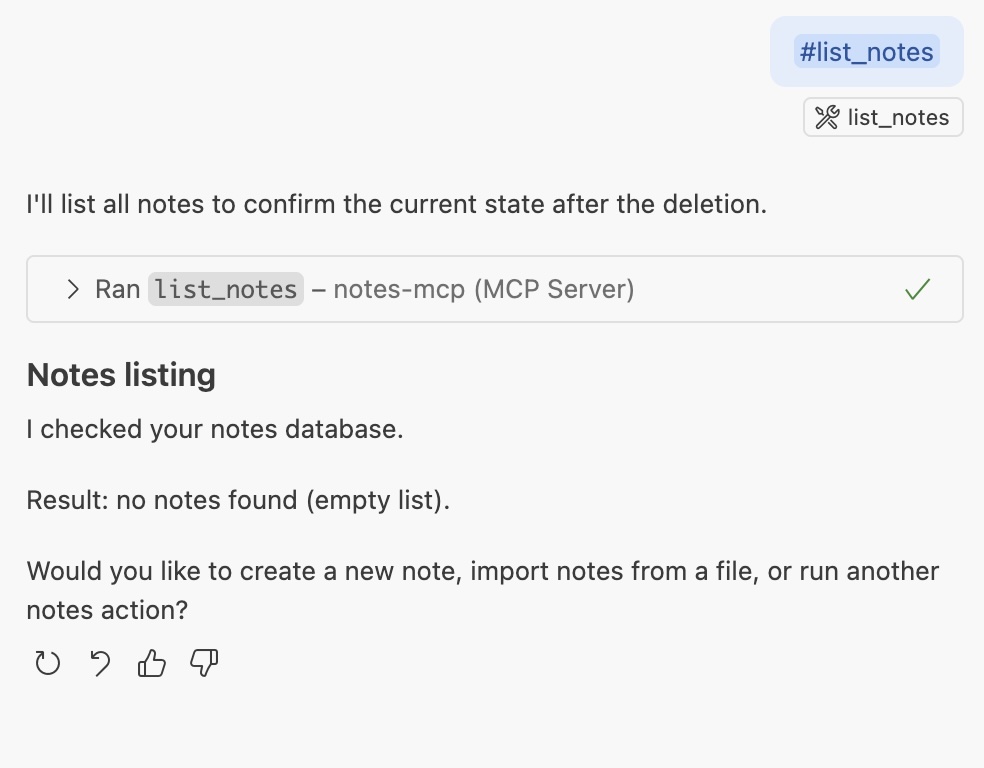 #list_notes
list_notes
I'll list all notes to confirm the current state after the deletion.
Ran list_notes – notes-mcp (MCP Server)
Notes listing
I checked your notes database.
Result: no notes found (empty list).
Would you like to create a new note, import notes from a file, or run another
notes action?